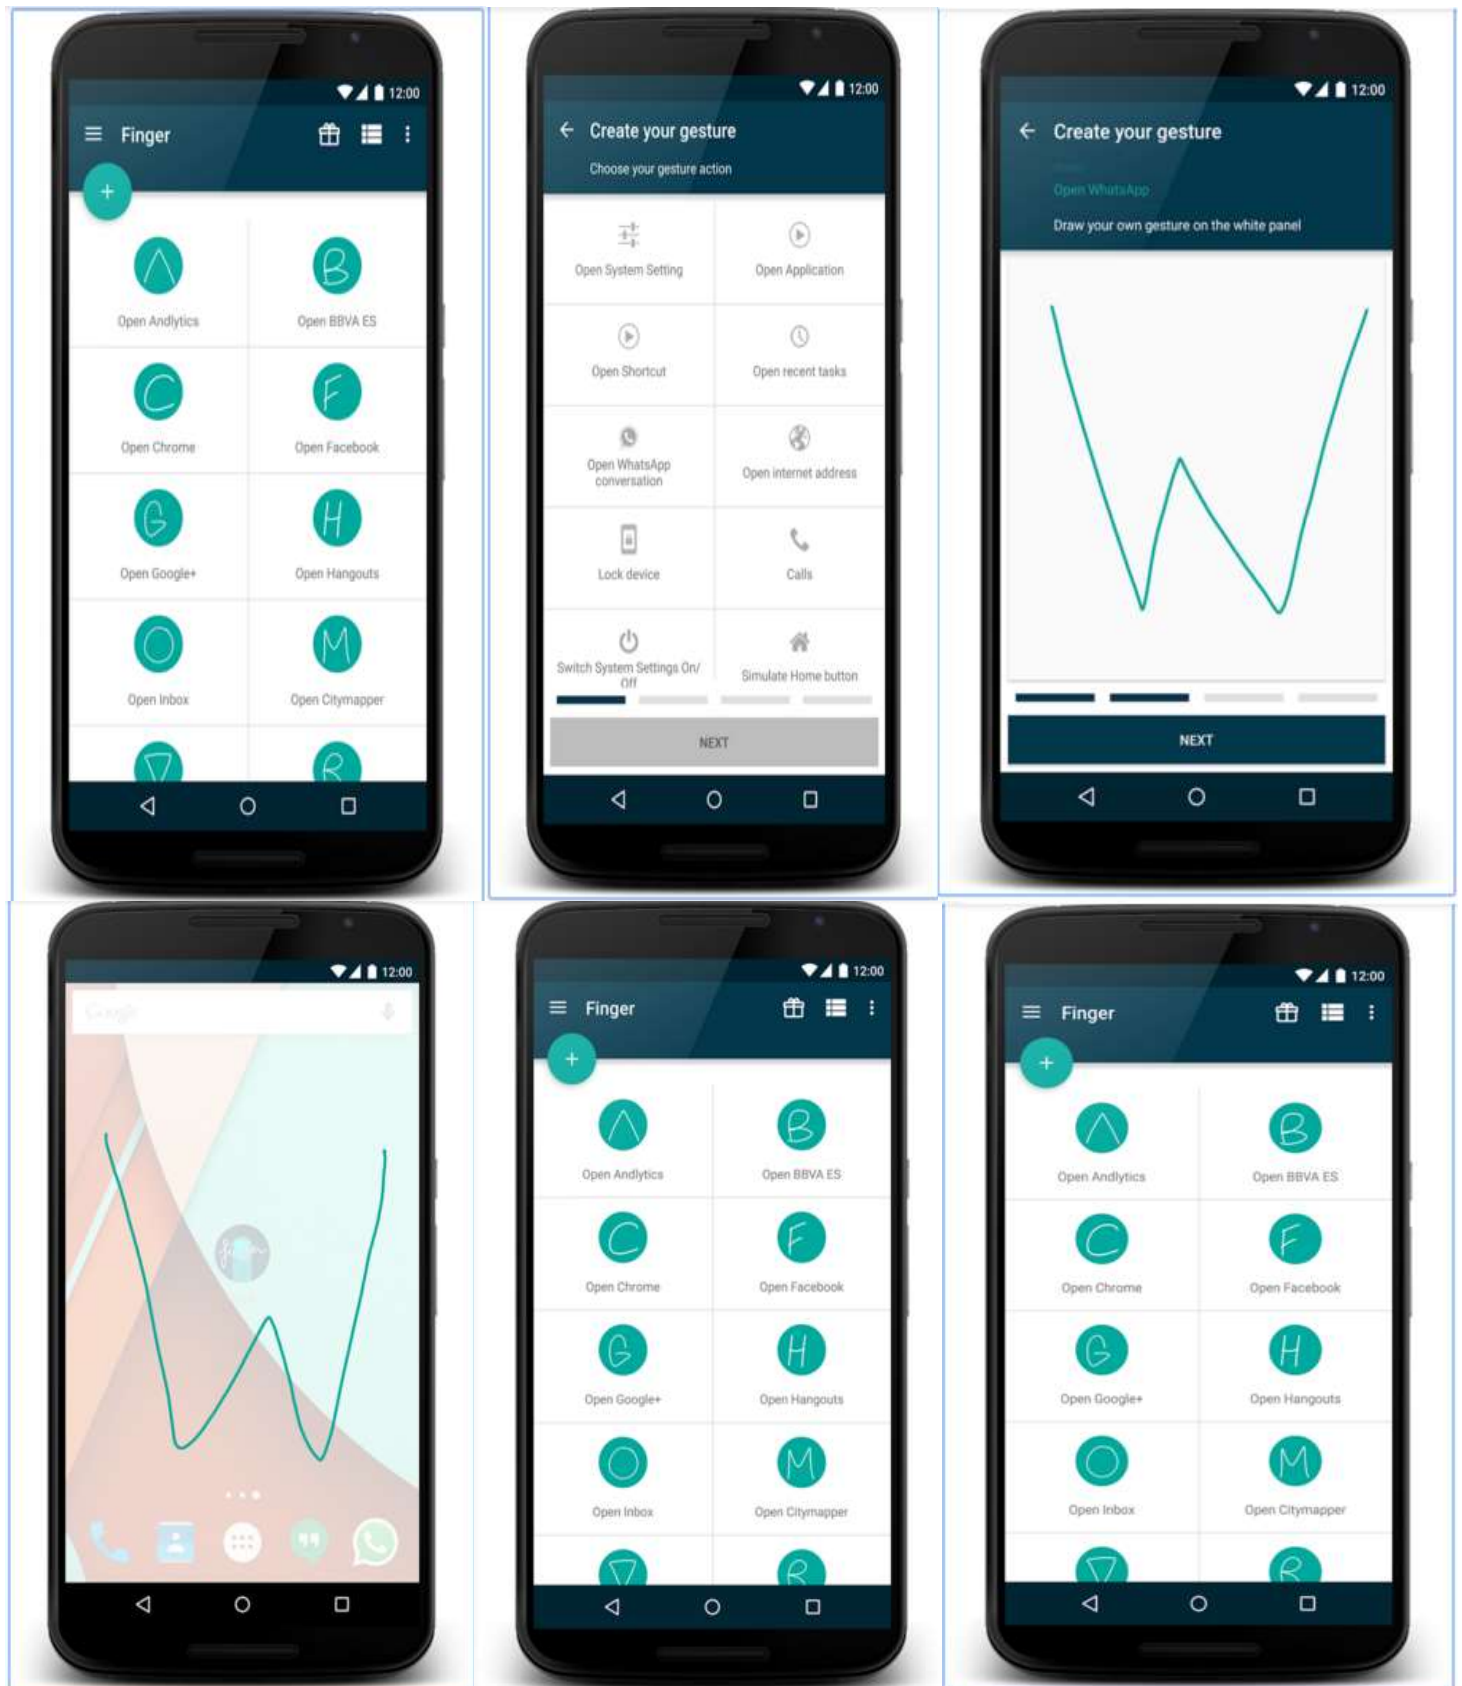 12:00
Finger
+
A B
Open Andlytics Open BBVA ES
C F
Open Chrome Open Facebook
G H
Open Google+ Open Hangouts
O M
Open Inbox Open Citymapper
R
12:00
Create your gesture
Choose your gesture action
Open System Setting Open Application
Open Shortcut Open recent tasks
Open WhatsApp
conversation
Open internet address
Lock device Calls
Switch System Settings On/
Off
Simulate Home button
NEXT
12:00
Create your gesture
Open WhatsApp
Draw your own gesture on the white panel
W
NEXT
12:00
Google
W
12:00
Finger
+
A B
Open Andlytics Open BBVA ES
C F
Open Chrome Open Facebook
G H
Open Google+ Open Hangouts
O M
Open Inbox Open Citymapper
R
12:00
Finger
+
A B
Open Andlytics Open BBVA ES
C F
Open Chrome Open Facebook
G H
Open Google+ Open Hangouts
O M
Open Inbox Open Citymapper
R